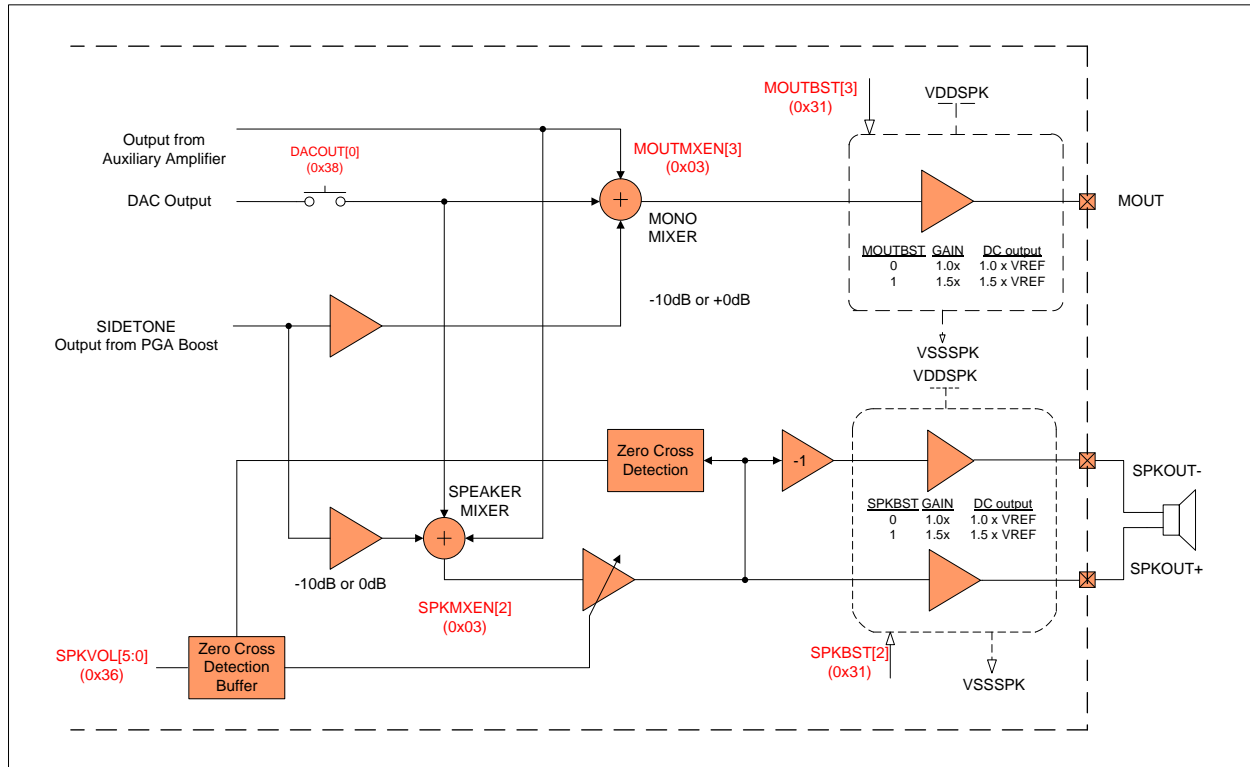 MOUTBST[3]
(0x31)
VDDSPK
Output from
Auxiliary Amplifier
DACOUT[0]
(0x38)
MOUTMXEN[3]
(0x03)
DAC Output
+
MONO
MIXER
MOUT
MOUTBST GAIN DC output
0 1.0x 1.0 x VREF
1 1.5x 1.5 x VREF
-10dB or +0dB
SIDETONE
Output from PGA Boost
VSSSPK
VDDSPK
Zero Cross
Detection
-1
SPKOUT-
SPEAKER
MIXER
+
SPKBST GAIN DC output
0 1.0x 1.0 x VREF
1 1.5x 1.5 x VREF
-10dB or 0dB
SPKOUT+
SPKMXEN[2]
(0x03)
SPKVOL[5:0]
(0x36)
Zero Cross
Detection
Buffer
SPKBST[2]
(0x31)
VSSSPK